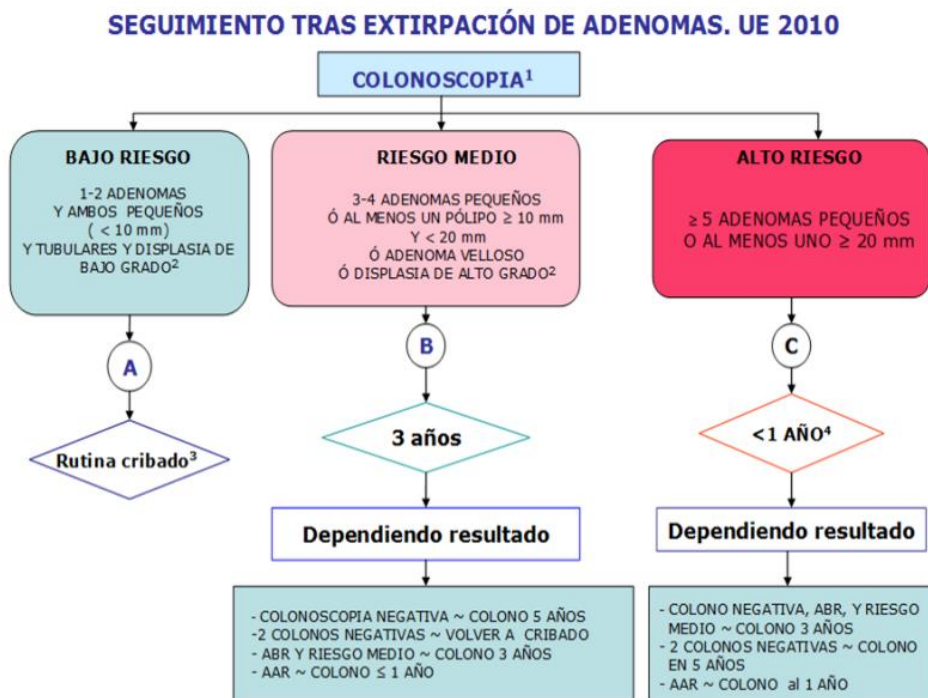 SEGUIMIENTO TRAS EXTIRPACIÓN DE ADENOMAS. UE 2010
COLONOSCOPIA¹
BAJO RIESGO
1-2 ADENOMAS
Y AMBOS PEQUEÑOS
( < 10 mm)
Y TUBULARES Y DISPLASIA DE
BAJO GRADO²
RIESGO MEDIO
3-4 ADENOMAS PEQUEÑOS
Ó AL MENOS UN PÓLIPO ≥ 10 mm
Y < 20 mm
Ó ADENOMA VELLOSO
Ó DISPLASIA DE ALTO GRADO²
ALTO RIESGO
≥ 5 ADENOMAS PEQUEÑOS
O AL MENOS UNO ≥ 20 mm
A
B
C
Rutina cribado³
3 años
<1 AÑO⁴
Dependiendo resultado
Dependiendo resultado
- COLONOSCOPIA NEGATIVA ~ COLONO 5 AÑOS
-2 COLONOS NEGATIVAS ~ VOLVER A CRIBADO
- ABR Y RIESGO MEDIO ~ COLONO 3 AÑOS
- AAR ~ COLONO ≤ 1 AÑO
- COLONO NEGATIVA, ABR, Y RIESGO
MEDIO ~ COLONO 3 AÑOS
- 2 COLONOS NEGATIVAS ~ COLONO
EN 5 AÑOS
- AAR ~ COLONO al 1 AÑO